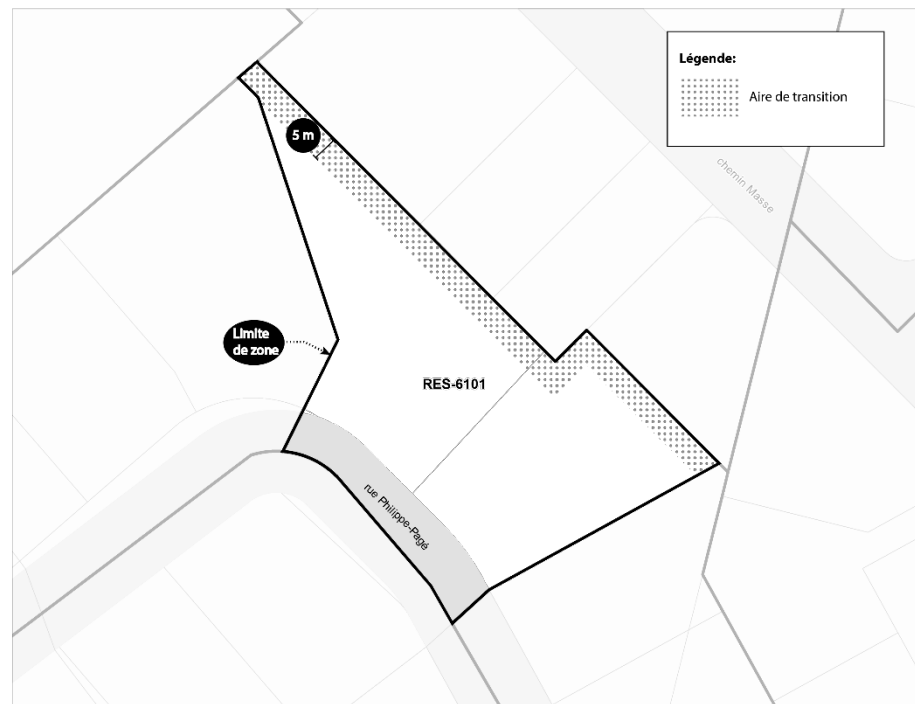 Légende:
Aire de transition
5 m
chemin Masse
Limite
de zone
RES-6101
rue Philippe-Pagé